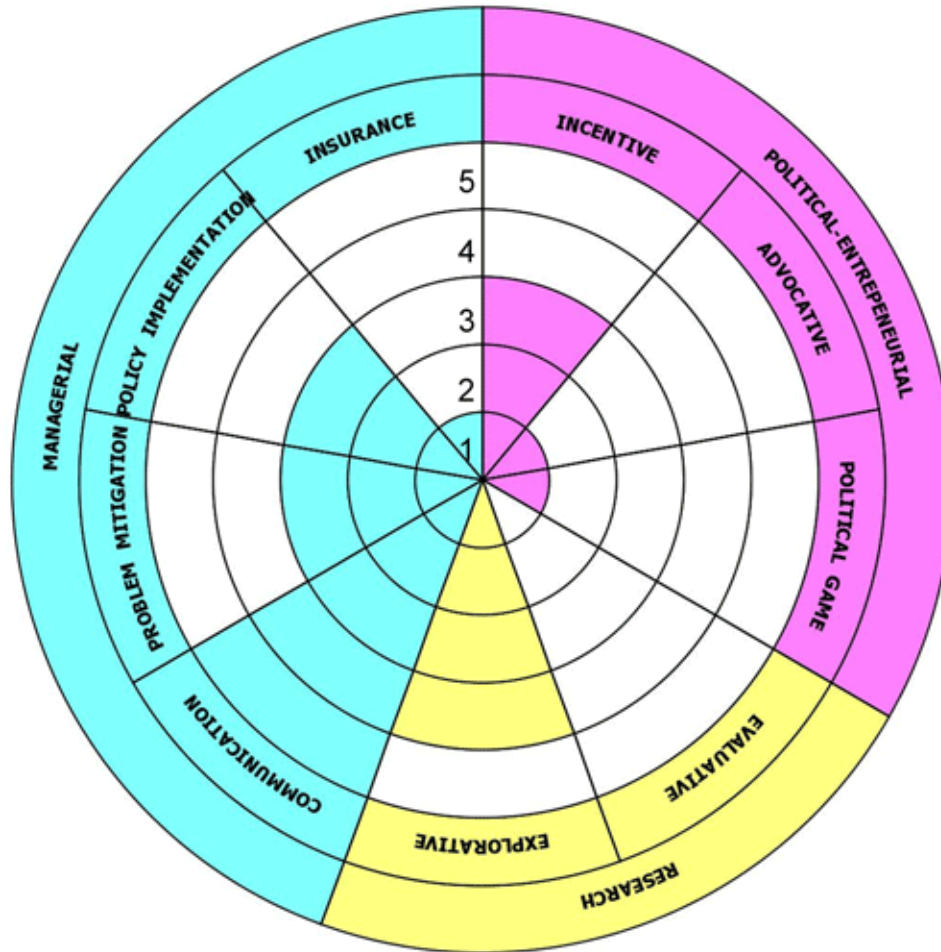 INSURANCE
INCENTIVE
POLITICAL-ENTREPENEURIAL
ADVOCATIVE
POLITICAL GAME
EVALUATIVE
RESEARCH
EXPLORATIVE
COMMUNICATION
PROBLEM MITIGATION
POLICY IMPLEMENTATION
MANAGERIAL
5
4
3
2
1